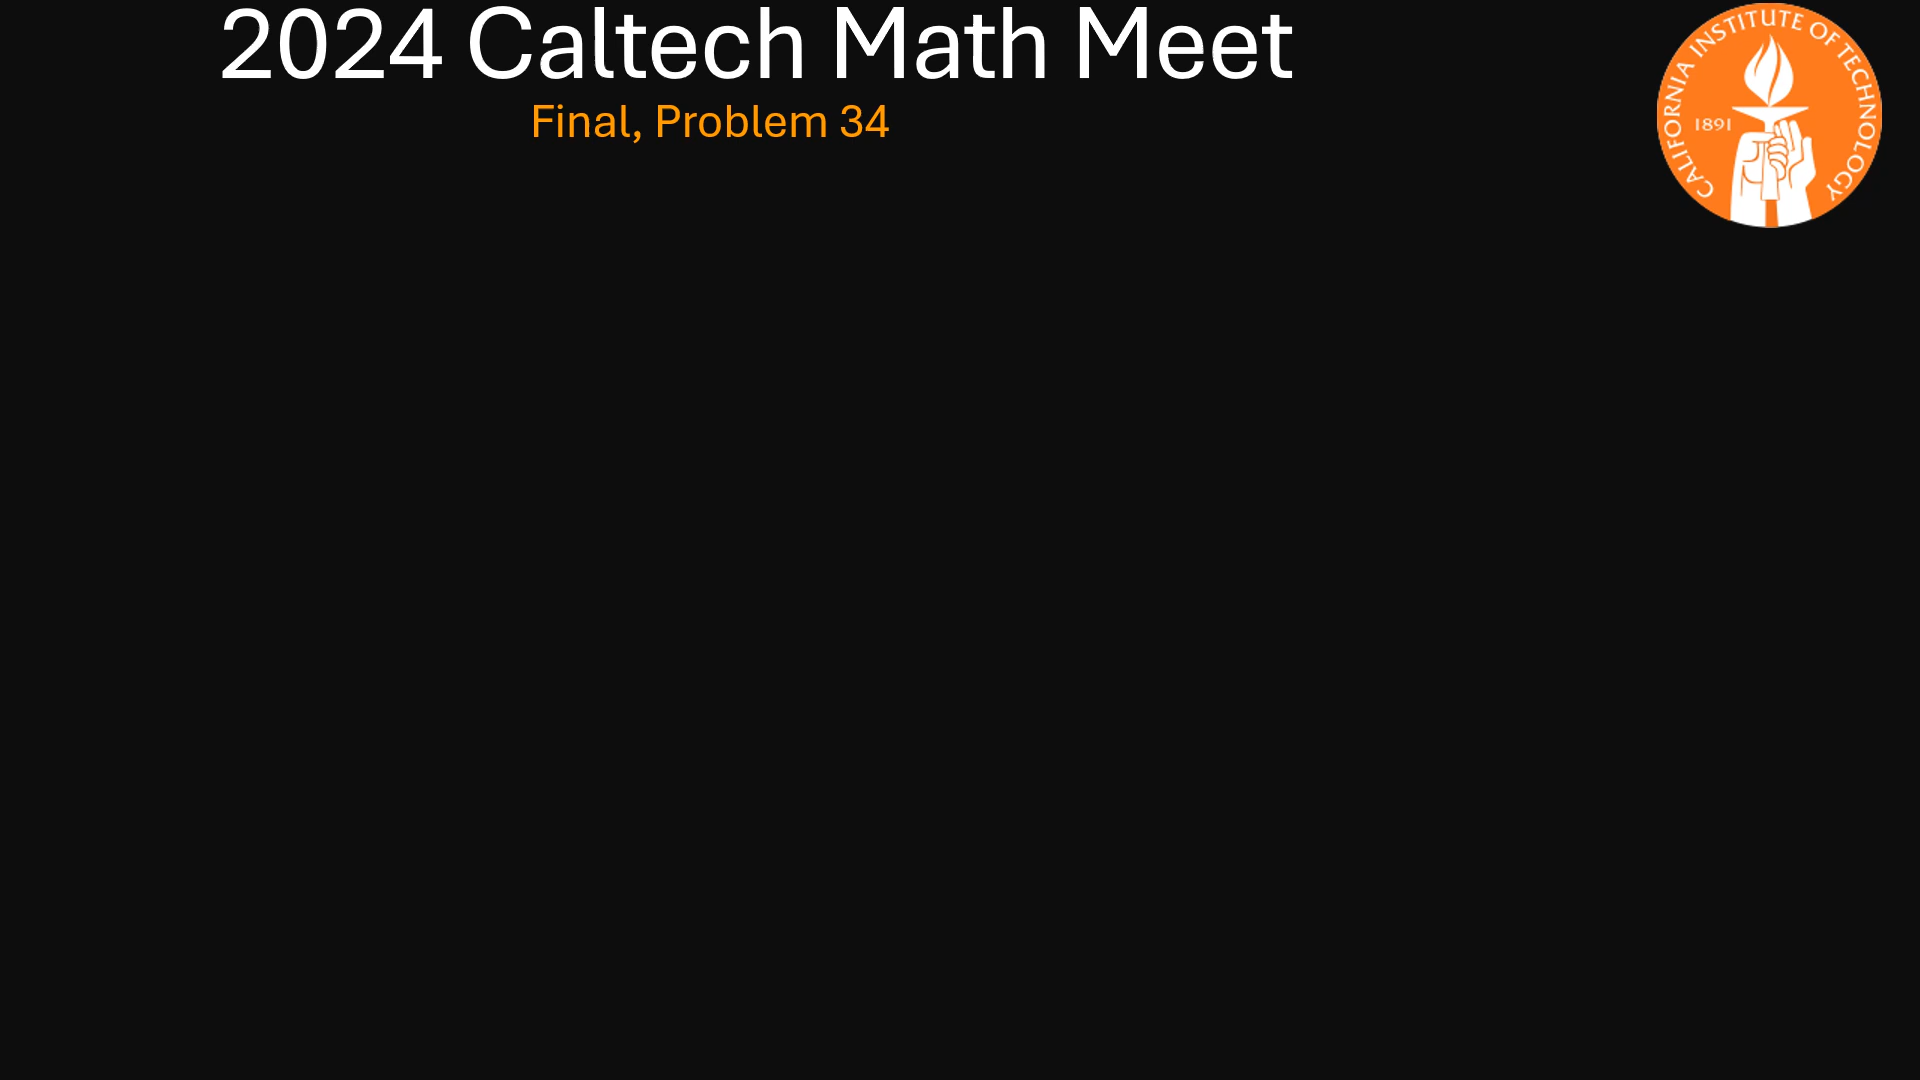 2024 Caltech Math Meet
Final, Problem 34
CALIFORNIA INSTITUTE OF TECHNOLOGY
1891